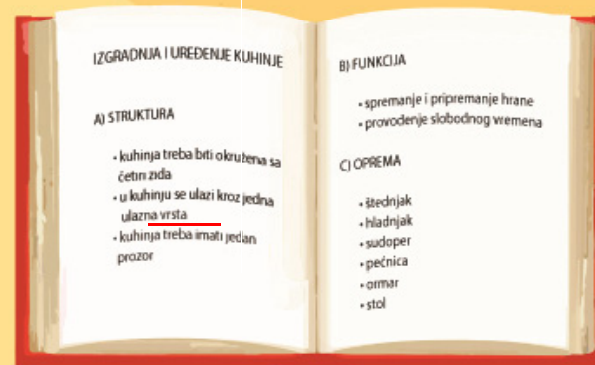 IZGRADNJA I UREĐENJE KUHINJE
A) STRUKTURA
• kuhinja treba biti okružena sa
četiri zida
• u kuhinju se ulazi kroz jedna
ulazna vrsta
• kuhinja treba imati jedan
prozor
B) FUNKCIJA
• spremanje i pripremanje hrane
• provođenje slobodnog vremena
C) OPREMA
• štednjak
• hladnjak
• sudoper
• pećnica
• ormar
• stol